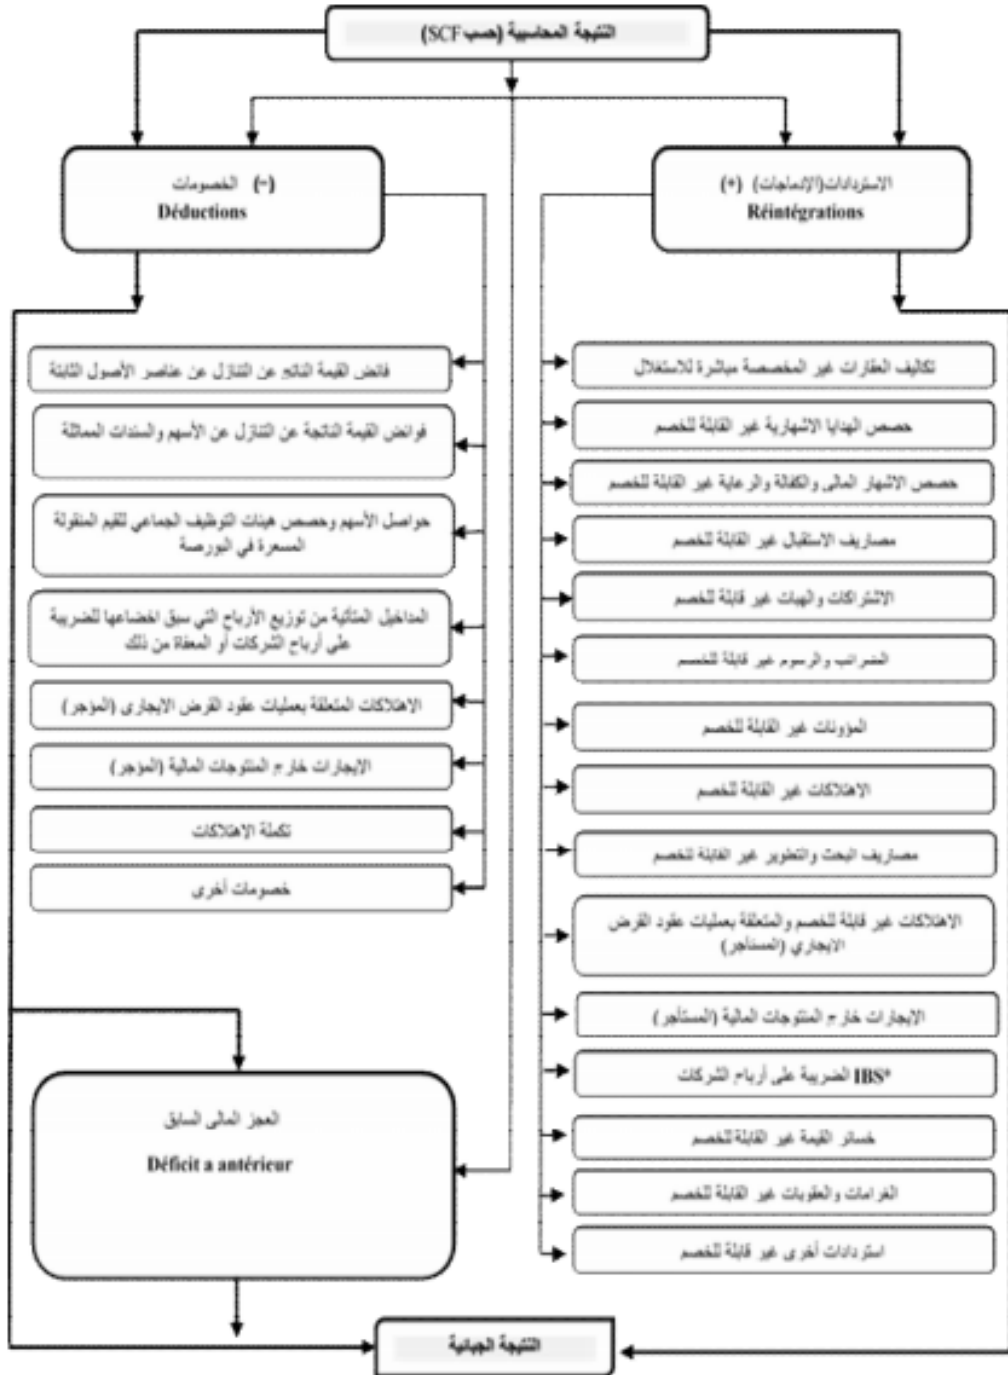 النتيجة المحاسبية (حسب SCF)
الاستردادات(الإدماجات) (+)
Réintégrations
(-) الخصومات
Déductions
تكاليف العقارات غير المخصصة مباشرة للاستغلال
حصص الهدايا الاشهارية غير القابلة للخصم
حصص الاشهار المالي والكفالة والرعاية غير القابلة للخصم
مصاريف الاستقبال غير القابلة للخصم
الاشتراكات والهبات غير قابلة للخصم
الضرائب والرسوم غير قابلة للخصم
المؤونات غير القابلة للخصم
الاهتلاكات غير القابلة للخصم
مصاريف البحث والتطوير غير القابلة للخصم
الاهتلاكات غير قابلة للخصم والمتعلقة بعمليات عقود القرض
الايجاري (المستأجر)
الإيجارات خارج المنتوجات المالية (المستأجر)
*IBS الضريبة على أرباح الشركات
خسائر القيمة غير القابلة للخصم
الغرامات والعقوبات غير القابلة للخصم
استردادات أخرى غير قابلة للخصم
فائض القيمة الناتج عن التنازل عن عناصر الأصول الثابتة
فوائض القيمة الناتجة عن التنازل عن الأسهم والسندات المماثلة
حواصل الأسهم وحصص هيئات التوظيف الجماعي للقيم المنقولة
المسعرة في البورصة
المداخيل المتأتية من توزيع الأرباح التي سبق اخضاعها للضريبة
على أرباح الشركات أو المعفاة من ذلك
الاهتلاكات المتعلقة بعمليات عقود القرض الايجاري (المؤجر)
الإيجارات خارج المنتوجات المالية (المؤجر)
تكملة الاهتلاكات
خصومات أخرى
العجز المالي السابق
Déficit a antérieur
النتيجة الجبائية